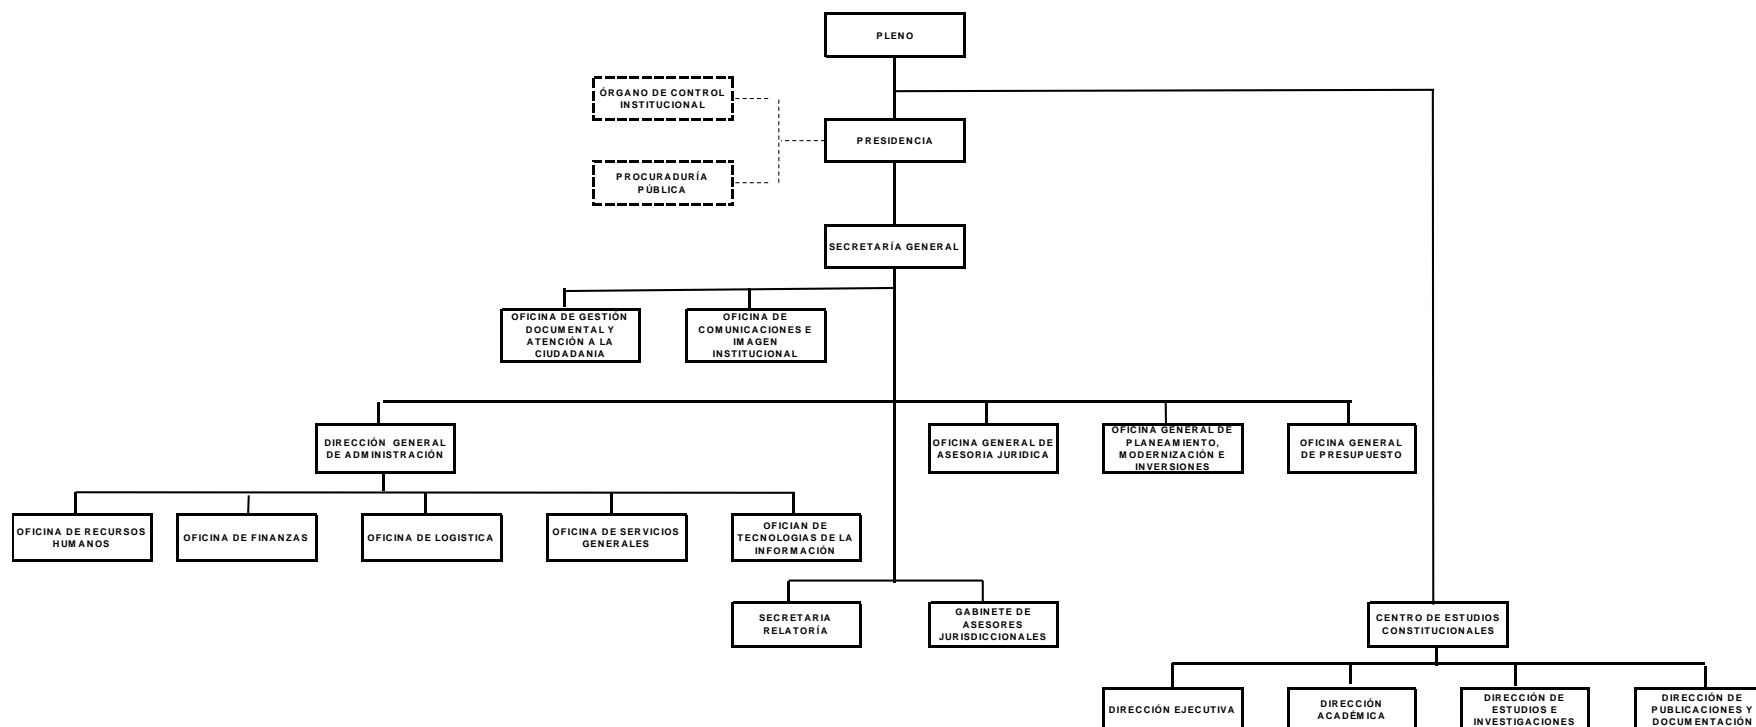 PLENO
ÓRGANO DE CONTROL
INSTITUCIONAL
PRESIDENCIA
PROCURADURÍA
PÚBLICA
SECRETARÍA GENERAL
OFICINA DE GESTIÓN
DOCUMENTAL Y
ATENCIÓN A LA
CIUDADANIA
OFICINA DE
COMUNICACIONES E
IMAGEN
INSTITUCIONAL
DIRECCIÓN GENERAL
DE ADMINISTRACIÓN
OFICINA GENERAL DE
ASESORIA JURIDICA
OFICINA GENERAL DE
PLANEAMIENTO,
MODERNIZACIÓN E
INVERSIONES
OFICINA GENERAL
DE PRESUPUESTO
OFICINA DE RECURSOS
HUMANOS
OFICINA DE FINANZAS
OFICINA DE LOGISTICA
OFICINA DE SERVICIOS
GENERALES
OFICIAN DE
TECNOLOGIAS DE LA
INFORMACIÓN
SECRETARIA
RELATORÍA
GABINETE DE
ASESORES
JURISDICCIONALES
CENTRO DE ESTUDIOS
CONSTITUCIONALES
DIRECCIÓN EJECUTIVA
DIRECCIÓN
ACADÉMICA
DIRECCIÓN DE
ESTUDIOS E
INVESTIGACIONES
DIRECCIÓN DE
PUBLICACIONES Y
DOCUMENTACIÓN